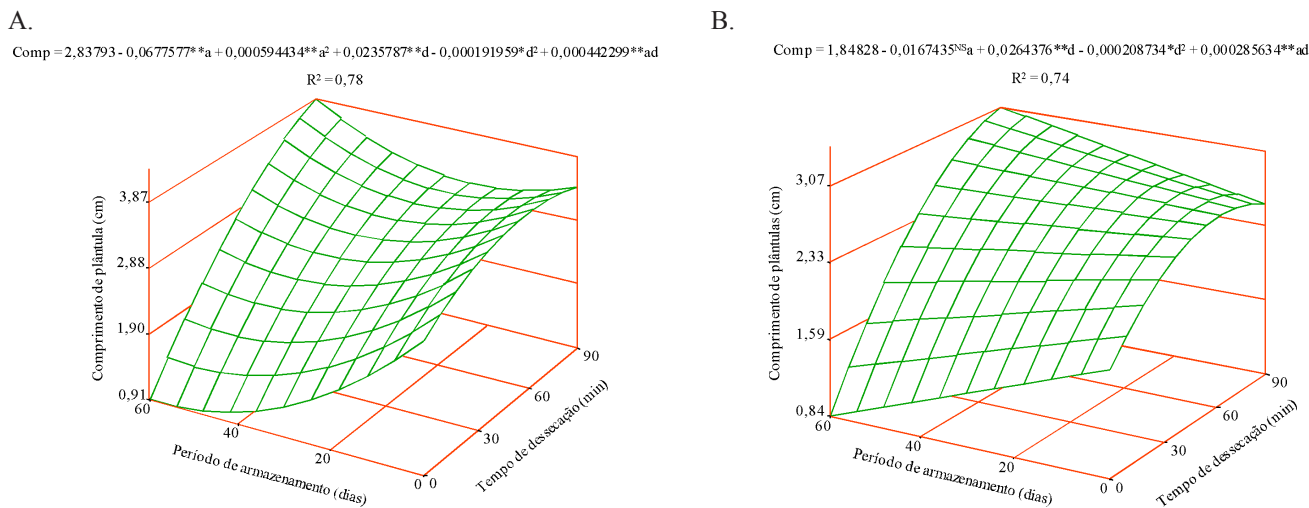 A.
Comp = 2,83793 - 0,0677577**a + 0,000594434**a² + 0,0235787**d - 0,000191959*d² + 0,000442299**ad
R² = 0,78
Comprimento de plântula (cm)
3,87
2,88
1,90
0,91
60
40
20
0
Período de armazenamento (dias)
0
30
60
90
Tempo de dessecação (min)
B.
Comp = 1,84828 - 0,0167435ᴺˢa + 0,0264376**d - 0,000208734*d² + 0,000285634**ad
R² = 0,74
Comprimento de plântulas (cm)
3,07
2,33
1,59
0,84
60
40
20
0
Período de armazenamento (dias)
0
30
60
90
Tempo de dessecação (min)